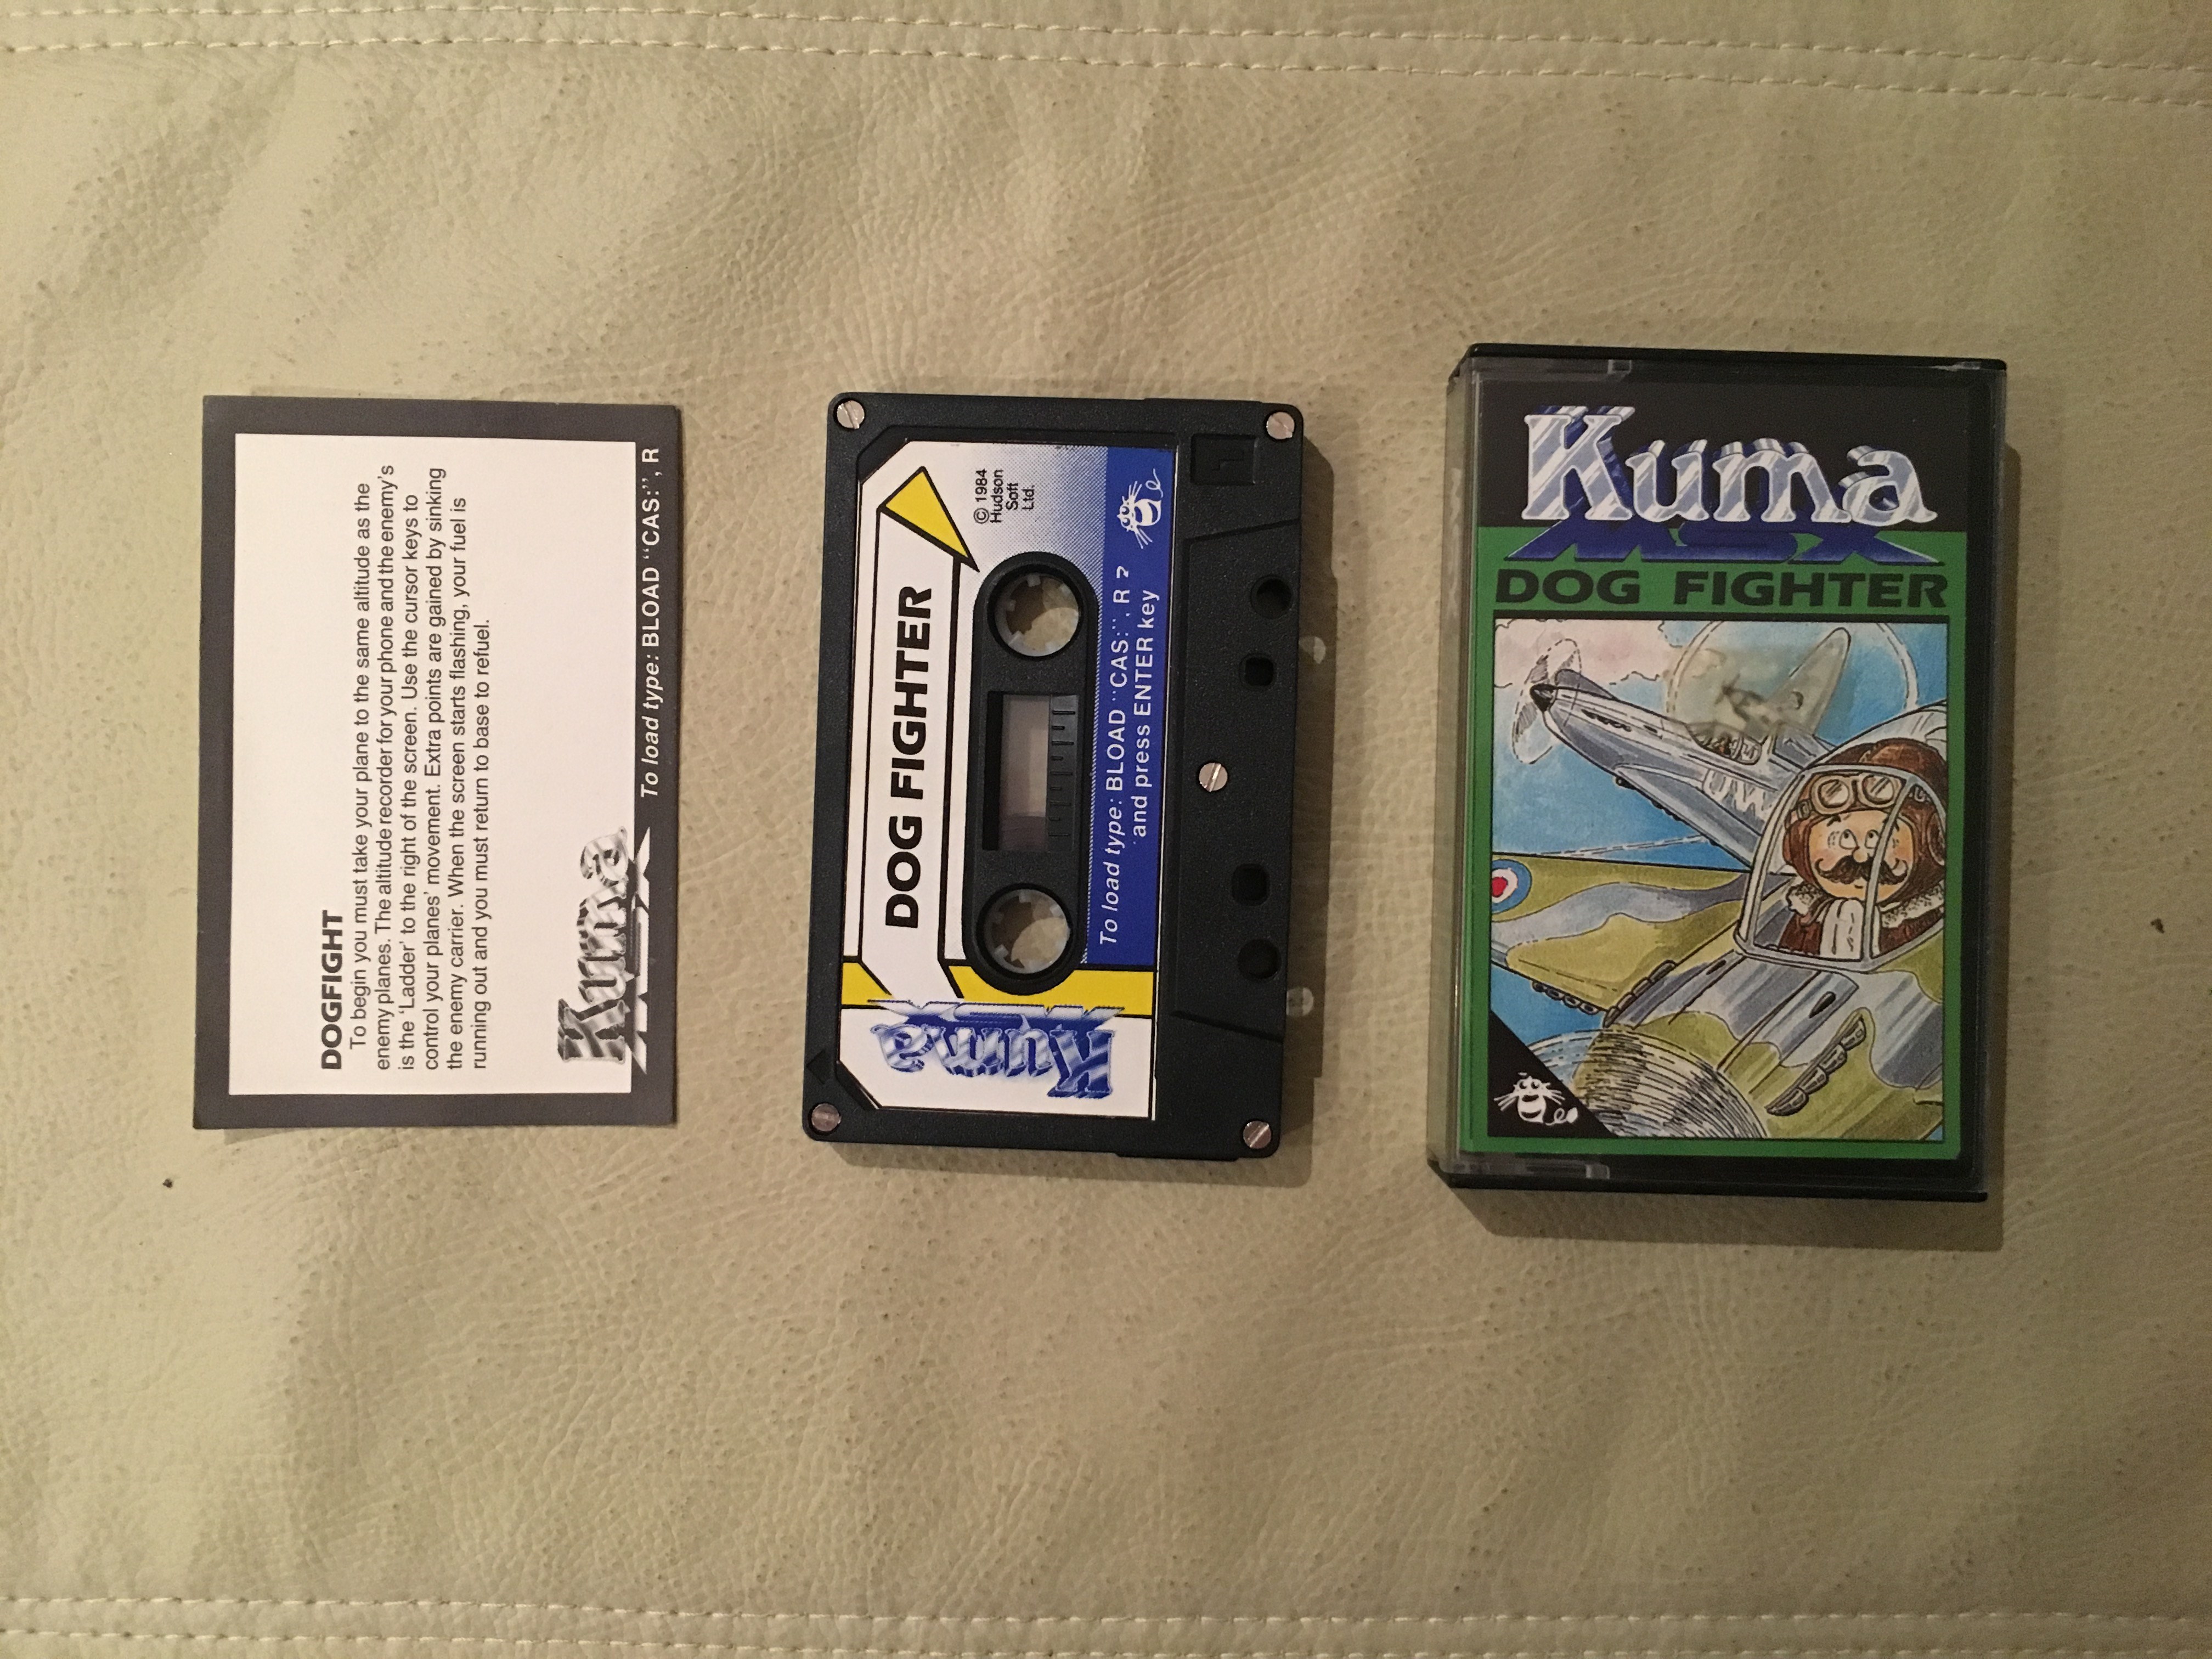 DOGFIGHT
To begin you must take your plane to the same altitude as the
enemy planes. The altitude recorder for your phone and the enemy's
is the 'Ladder' to the right of the screen. Use the cursor keys to
control your planes' movement. Extra points are gained by sinking
the enemy carrier. When the screen starts flashing, your fuel is
running out and you must return to base to refuel.
Kuma
MSX
To load type: BLOAD "CAS:", R
Kuma
MSX
DOG FIGHTER
© 1984
Hudson
Soft
Ltd.
To load type: BLOAD "CAS:", R
and press ENTER key
1
Kuma
MSX
DOG FIGHTER